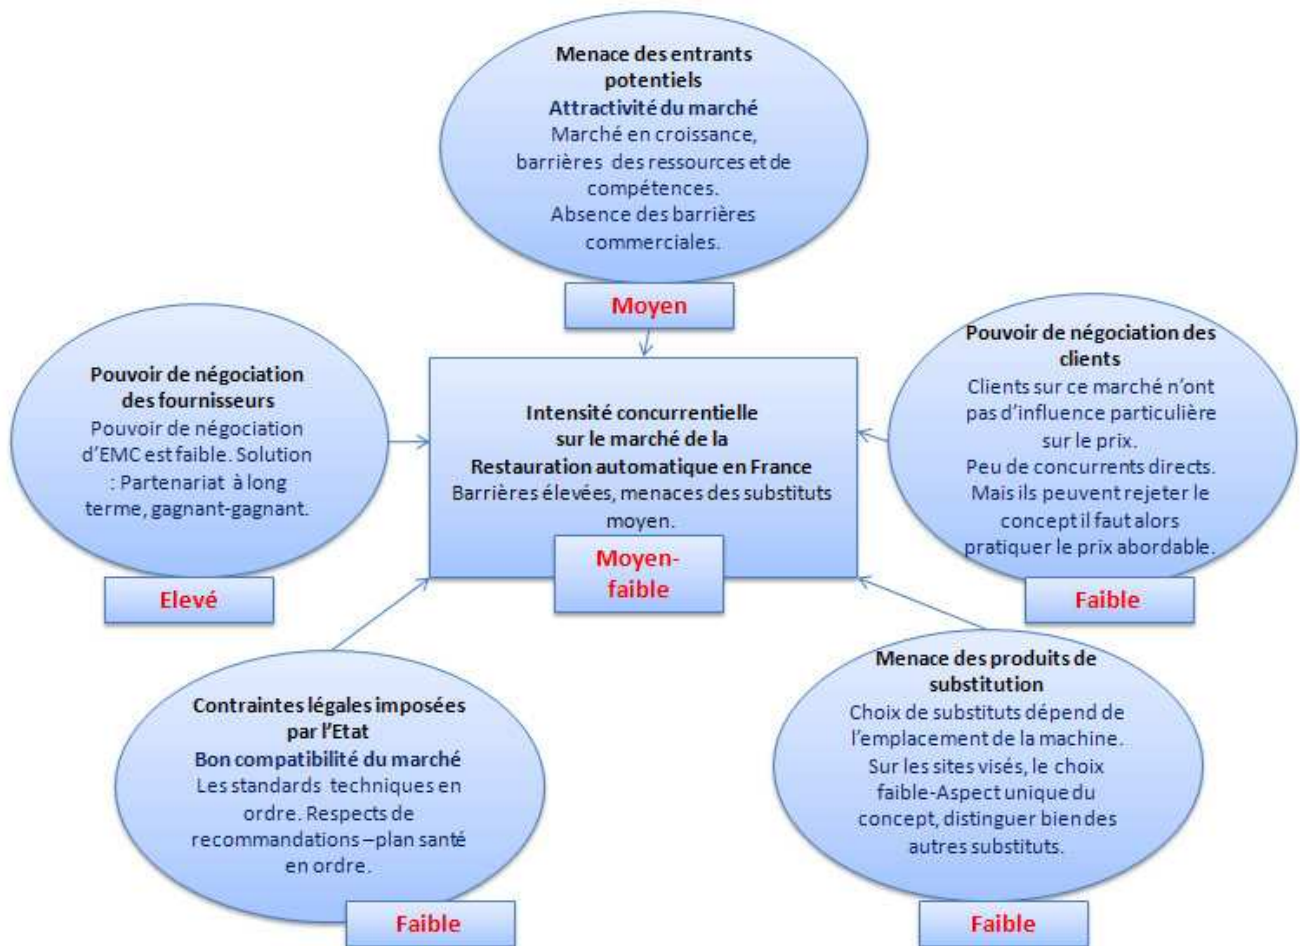 Menace des entrants
potentiels
Attractivité du marché
Marché en croissance,
barrières des ressources et de
compétences.
Absence des barrières
commerciales.
Moyen
Pouvoir de négociation
des fournisseurs
Pouvoir de négociation
d'EMC est faible. Solution
: Partenariat à long
terme, gagnant-gagnant.
Elevé
Intensité concurrentielle
sur le marché de la
Restauration automatique en France
Barrières élevées, menaces des substituts
moyen.
Moyen-
faible
Pouvoir de négociation des
clients
Clients sur ce marché n'ont
pas d'influence particulière
sur le prix.
Peu de concurrents directs.
Mais ils peuvent rejeter le
concept il faut alors
pratiquer le prix abordable.
Faible
Contraintes légales imposées
par l'Etat
Bon compatibilité du marché
Les standards techniques en
ordre. Respects de
recommandations –plan santé
en ordre.
Faible
Menace des produits de
substitution
Choix de substituts dépend de
l'emplacement de la machine.
Sur les sites visés, le choix
faible-Aspect unique du
concept, distinguer bien des
autres substituts.
Faible